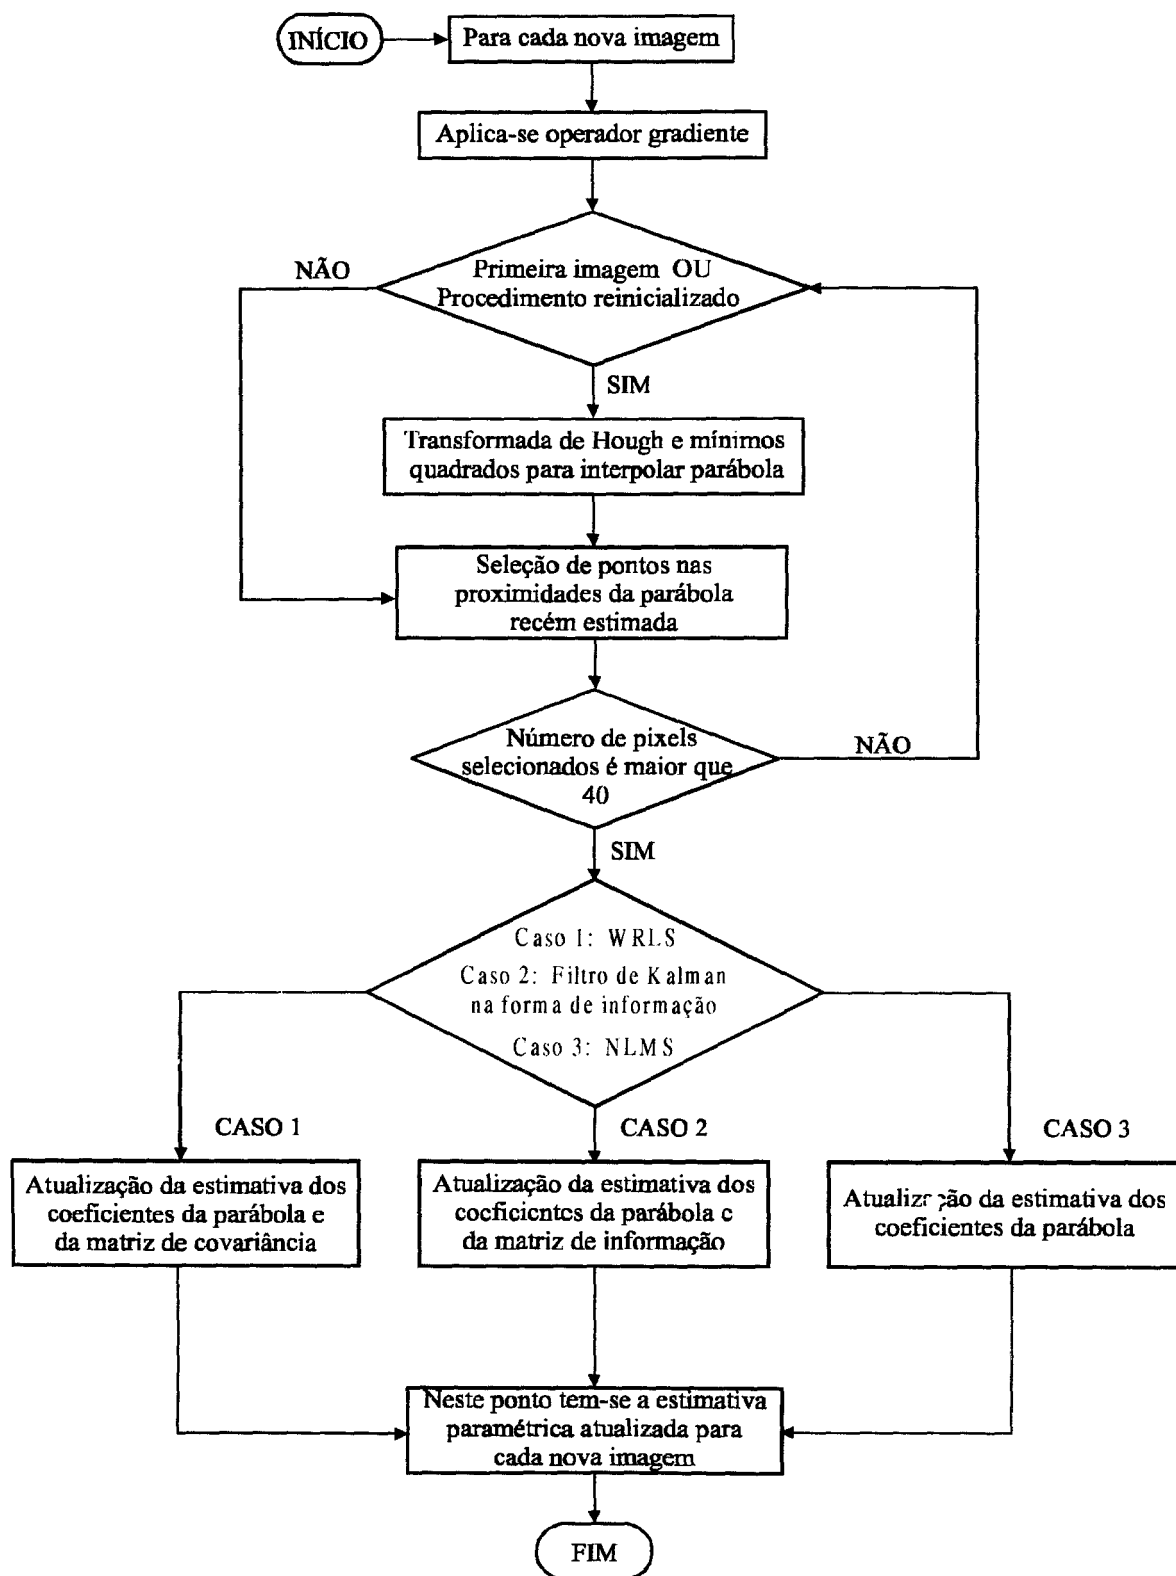 INÍCIO
Para cada nova imagem
Aplica-se operador gradiente
NÃO
Primeira imagem OU
Procedimento reinicializado
SIM
Transformada de Hough e mínimos
quadrados para interpolar parábola
Seleção de pontos nas
proximidades da parábola
recém estimada
Número de pixels
selecionados é maior que
40
NÃO
SIM
Caso 1: WRLS
Caso 2: Filtro de Kalman
na forma de informação
Caso 3: NLMS
CASO 1
CASO 2
CASO 3
Atualização da estimativa dos
coeficientes da parábola e
da matriz de covariância
Atualização da estimativa dos
coeficientes da parábola e
da matriz de informação
Atualização da estimativa dos
coeficientes da parábola
Neste ponto tem-se a estimativa
paramétrica atualizada para
cada nova imagem
FIM